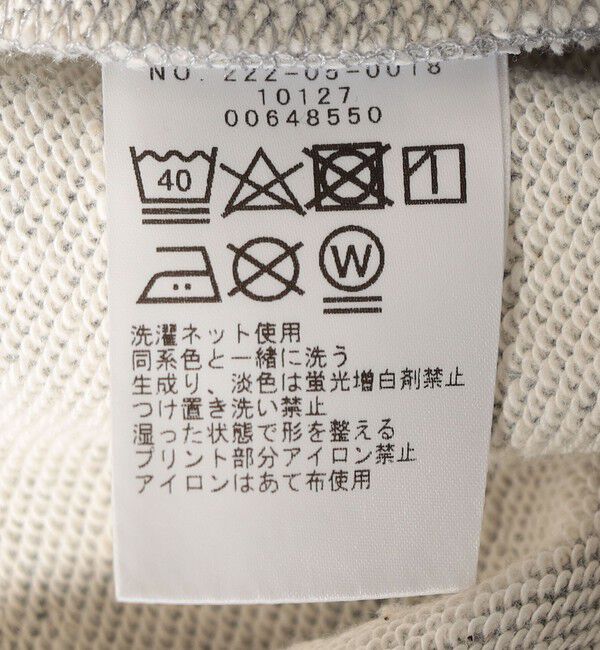 NO. 222-05-0018
10127
00648550
40
W
洗濯ネット使用
同系色と一緒に洗う
生成り、淡色は蛍光増白剤禁止
つけ置き洗い禁止
湿った状態で形を整える
プリント部分アイロン禁止
アイロンはあて布使用